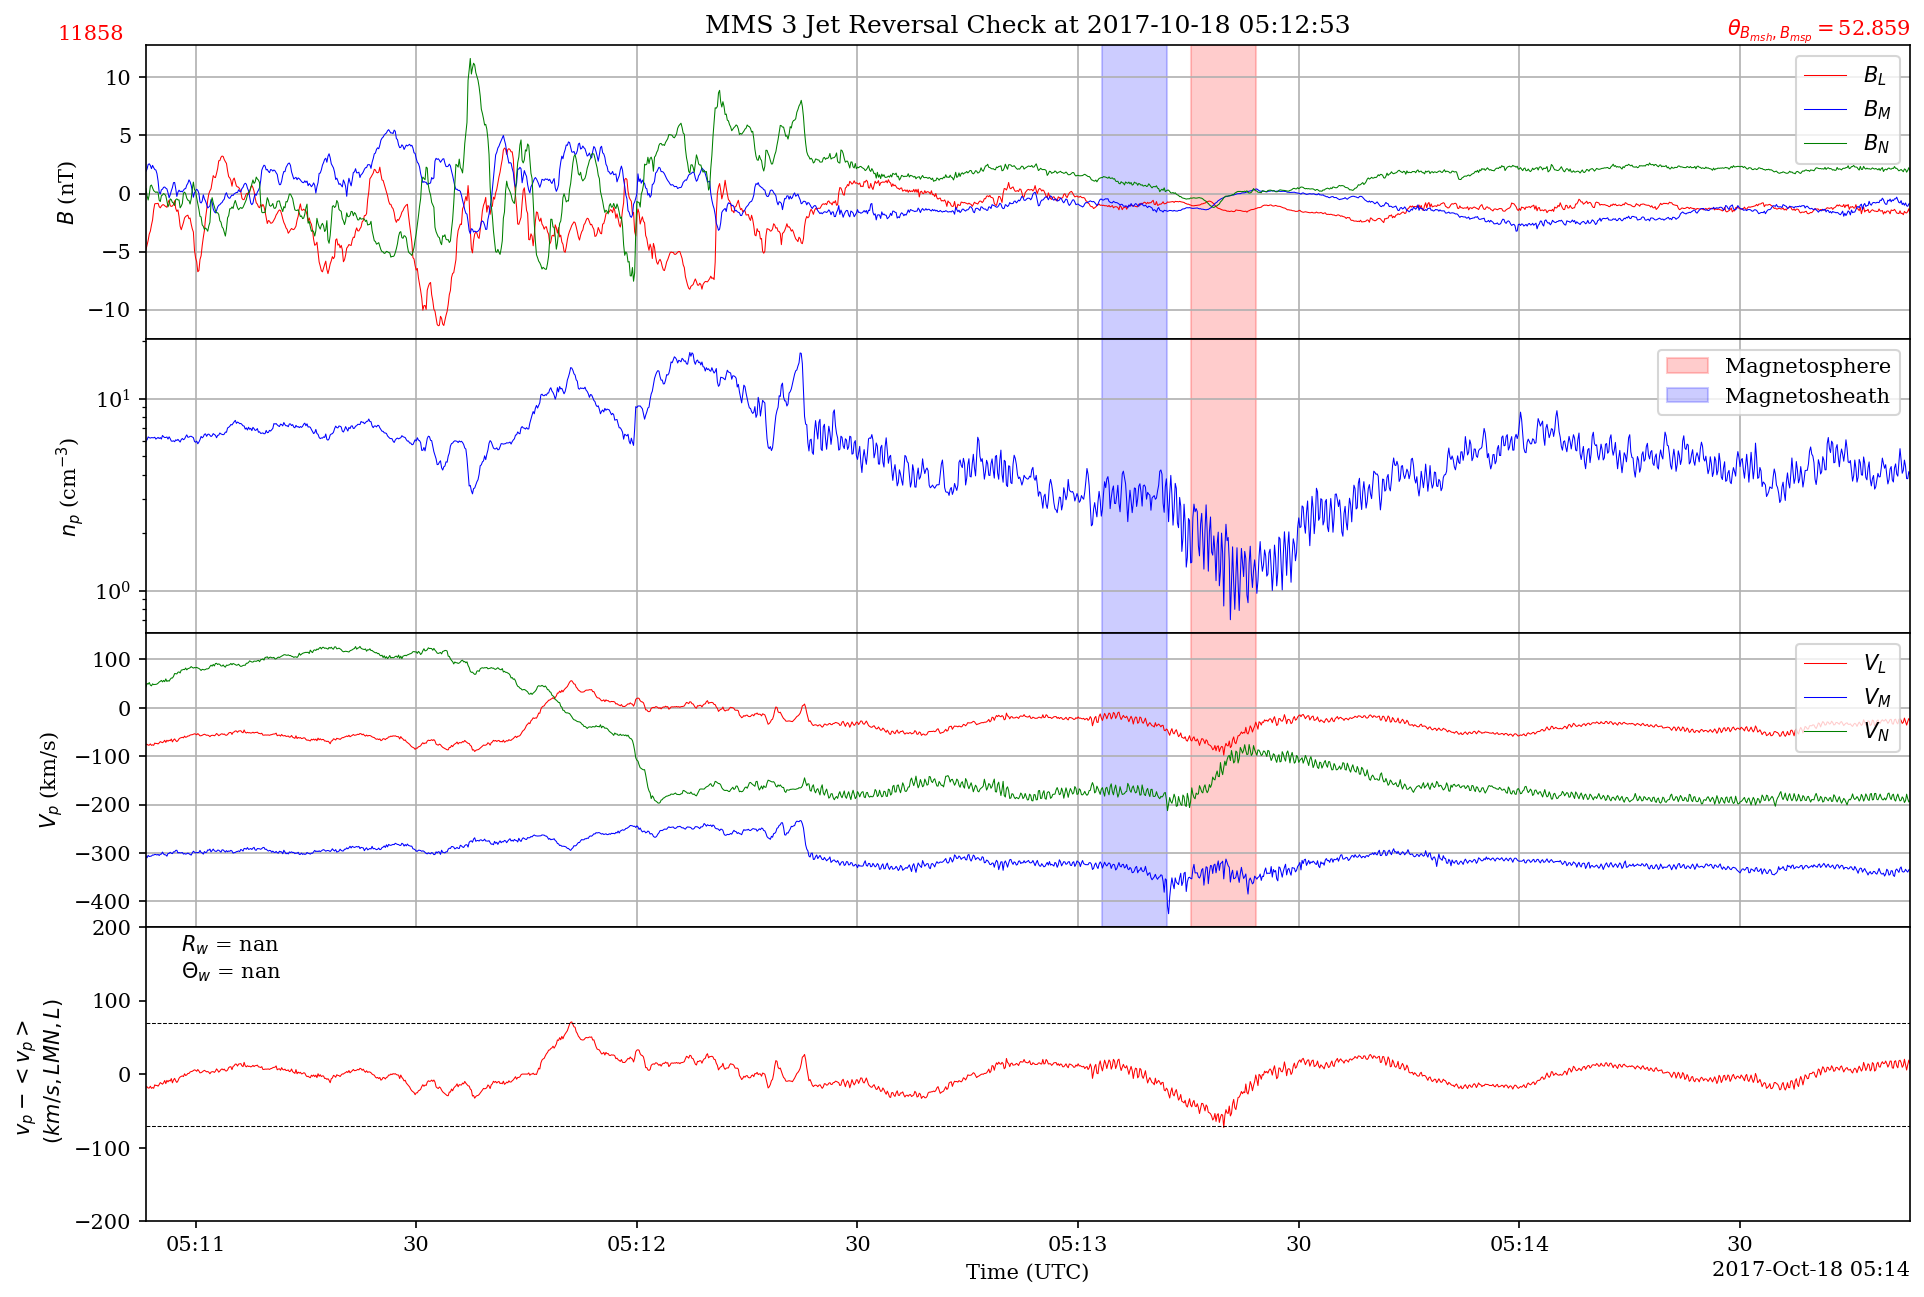 MMS 3 Jet Reversal Check at 2017-10-18 05:12:53
11858
θ_{B_{msh}, B_{msp}} = 52.859
10
5
0
−5
−10
B (nT)
B_L
B_M
B_N
10^1
10^0
n_p (cm^{−3})
Magnetosphere
Magnetosheath
100
0
−100
−200
−300
−400
V_p (km/s)
V_L
V_M
V_N
200
100
0
−100
−200
v_p − < v_p >
(km/s, LMN, L)
R_w = nan
Θ_w = nan
05:11
30
05:12
30
05:13
30
05:14
30
Time (UTC)
2017-Oct-18 05:14